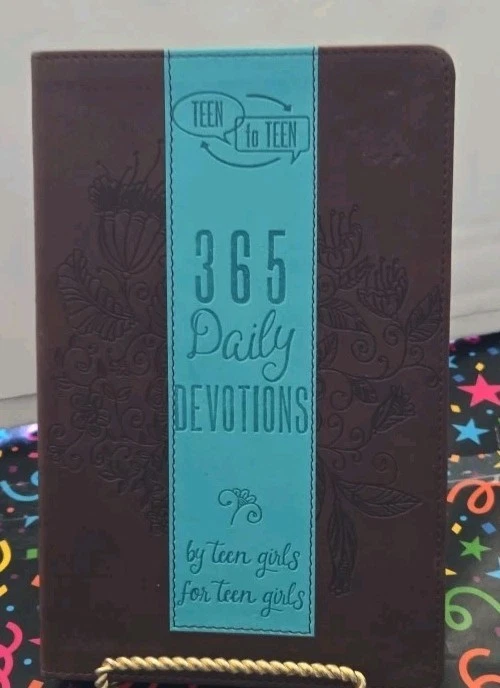 TEEN
to TEEN
365
Daily
DEVOTIONS
by teen girls
for teen girls